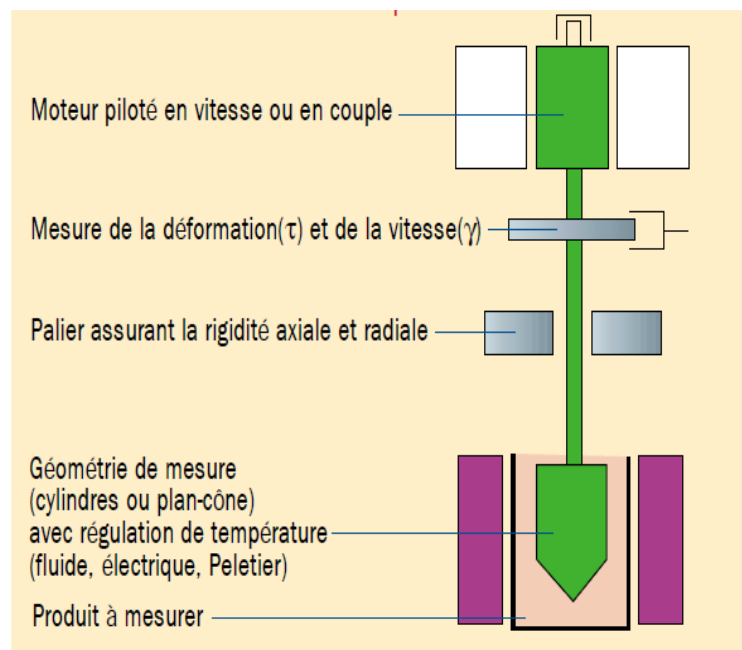 Moteur piloté en vitesse ou en couple
Mesure de la déformation(τ) et de la vitesse(γ)
Palier assurant la rigidité axiale et radiale
Géométrie de mesure
(cylindres ou plan-cône)
avec régulation de température
(fluide, électrique, Peletier)
Produit à mesurer